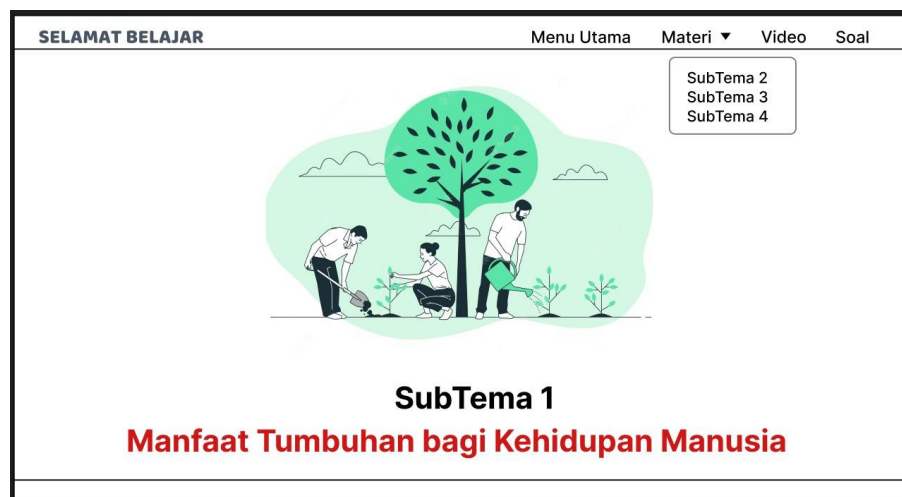 SELAMAT BELAJAR
Menu Utama
Materi ▼
Video
Soal
SubTema 2
SubTema 3
SubTema 4
SubTema 1
Manfaat Tumbuhan bagi Kehidupan Manusia